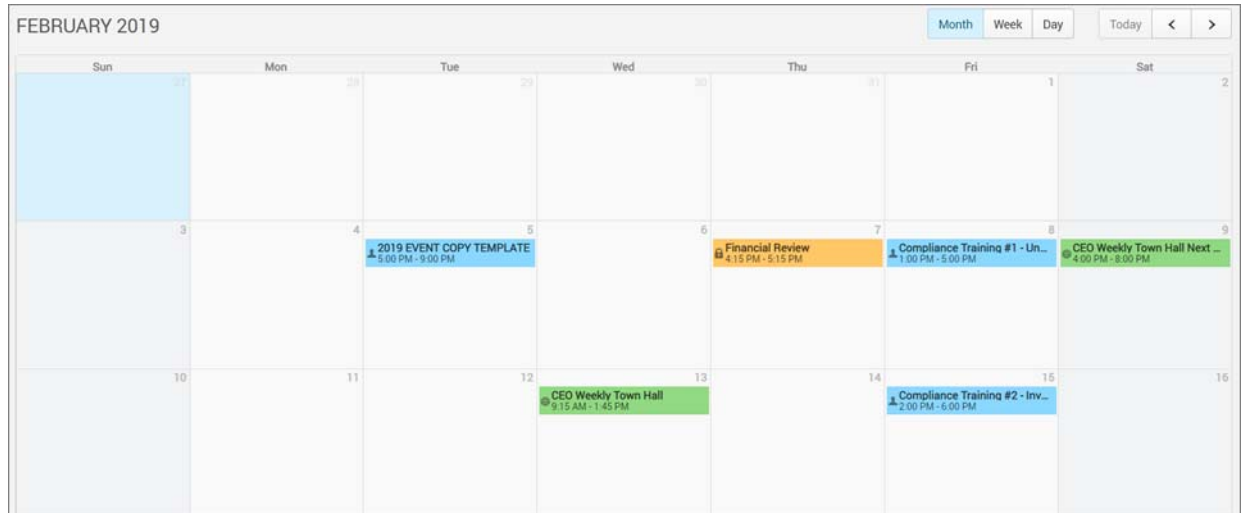 FEBRUARY 2019
Month Week Day Today < >
Sun Mon Tue Wed Thu Fri Sat
27 28 29 30 31 1 2
3 4 5 6 7 8 9
2019 EVENT COPY TEMPLATE Financial Review Compliance Training #1 - Un... CEO Weekly Town Hall Next ...
5:00 PM - 9:00 PM 4:15 PM - 5:15 PM 1:00 PM - 5:00 PM 4:00 PM - 8:00 PM
10 11 12 13 14 15 16
CEO Weekly Town Hall Compliance Training #2 - Inv...
9:15 AM - 1:45 PM 2:00 PM - 6:00 PM